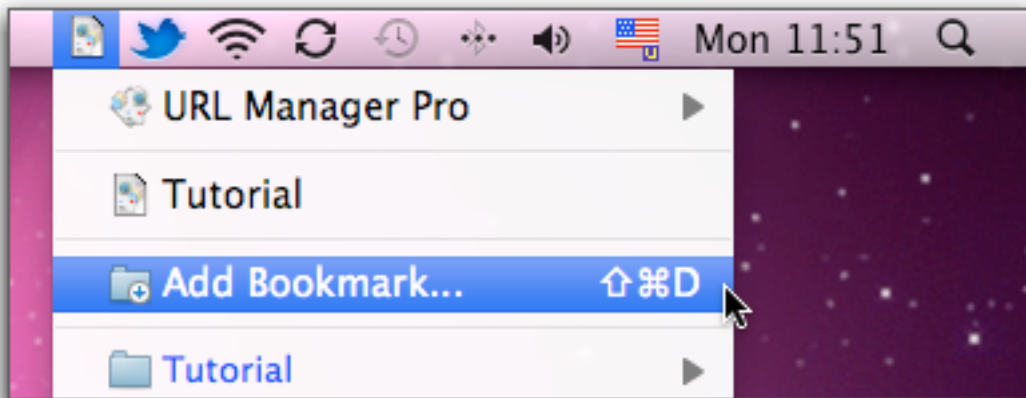 Mon 11:51
URL Manager Pro
Tutorial
Add Bookmark... ⇧⌘D
Tutorial